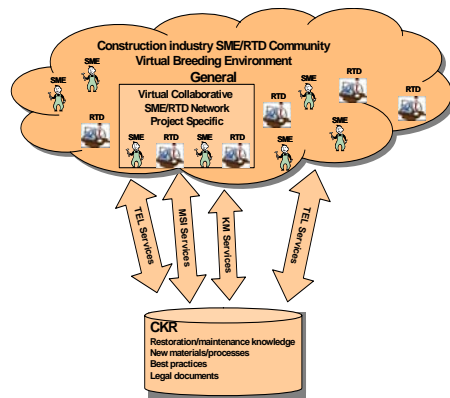 Construction industry SME/RTD Community
Virtual Breeding Environment
General
SME
SME
SME
RTD
RTD
RTD
RTD
SME
SME
Virtual Collaborative
SME/RTD Network
Project Specific
SME
RTD
SME
RTD
TEL Services
MSI Services
KM Services
TEL Services
CKR
Restoration/maintenance knowledge
New materials/processes
Best practices
Legal documents